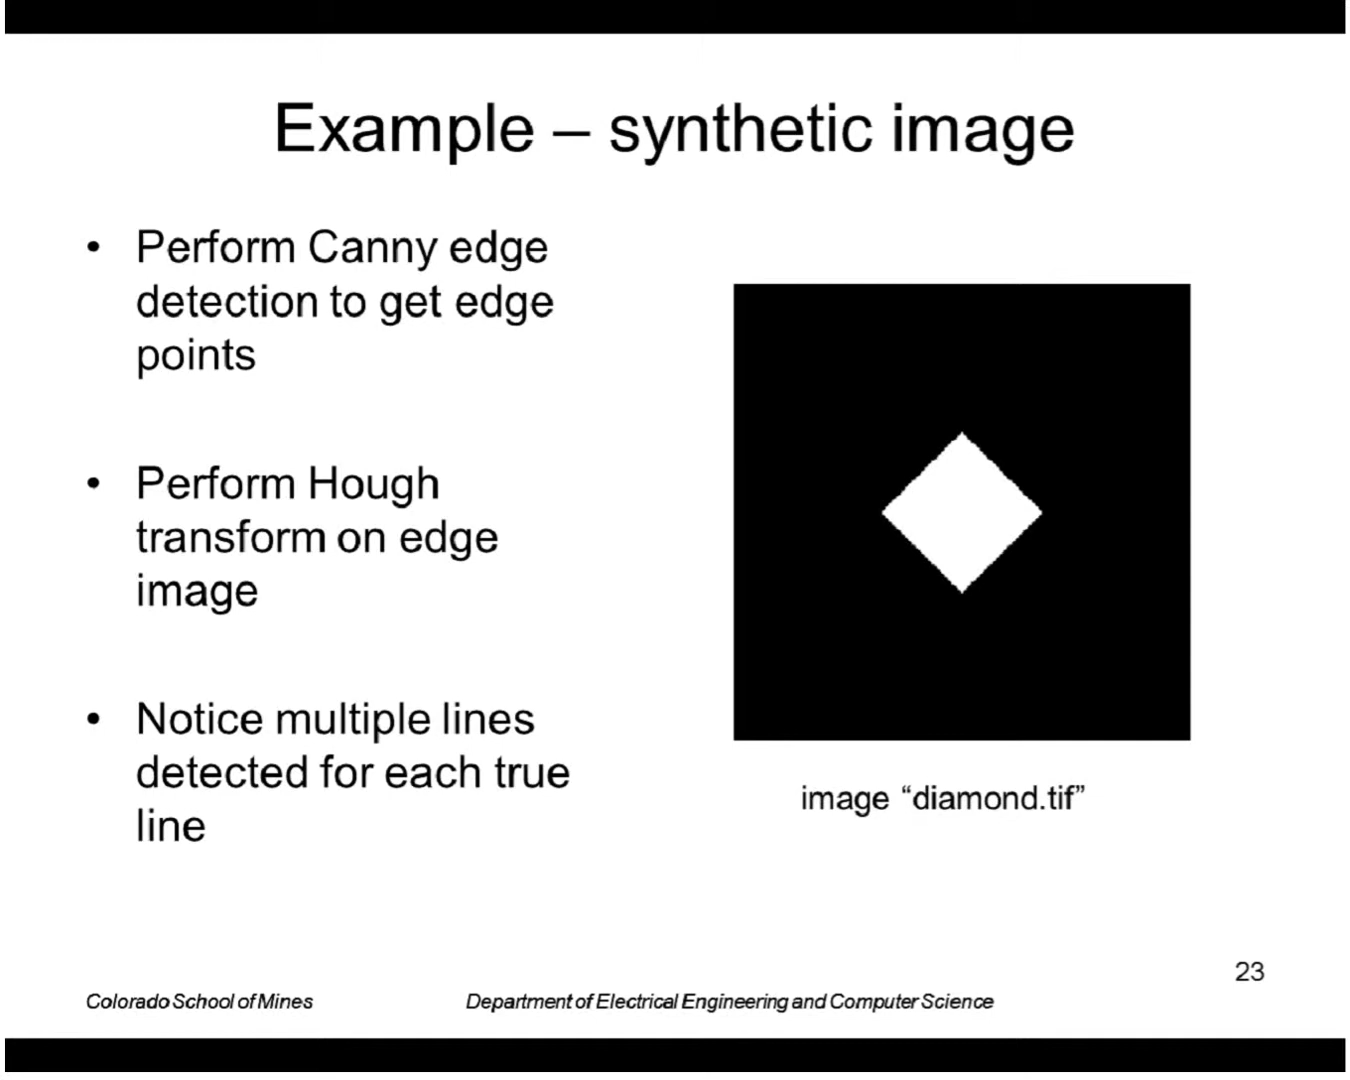 Example – synthetic image
• Perform Canny edge
detection to get edge
points
• Perform Hough
transform on edge
image
• Notice multiple lines
detected for each true
line
image “diamond.tif”
23
Colorado School of Mines
Department of Electrical Engineering and Computer Science